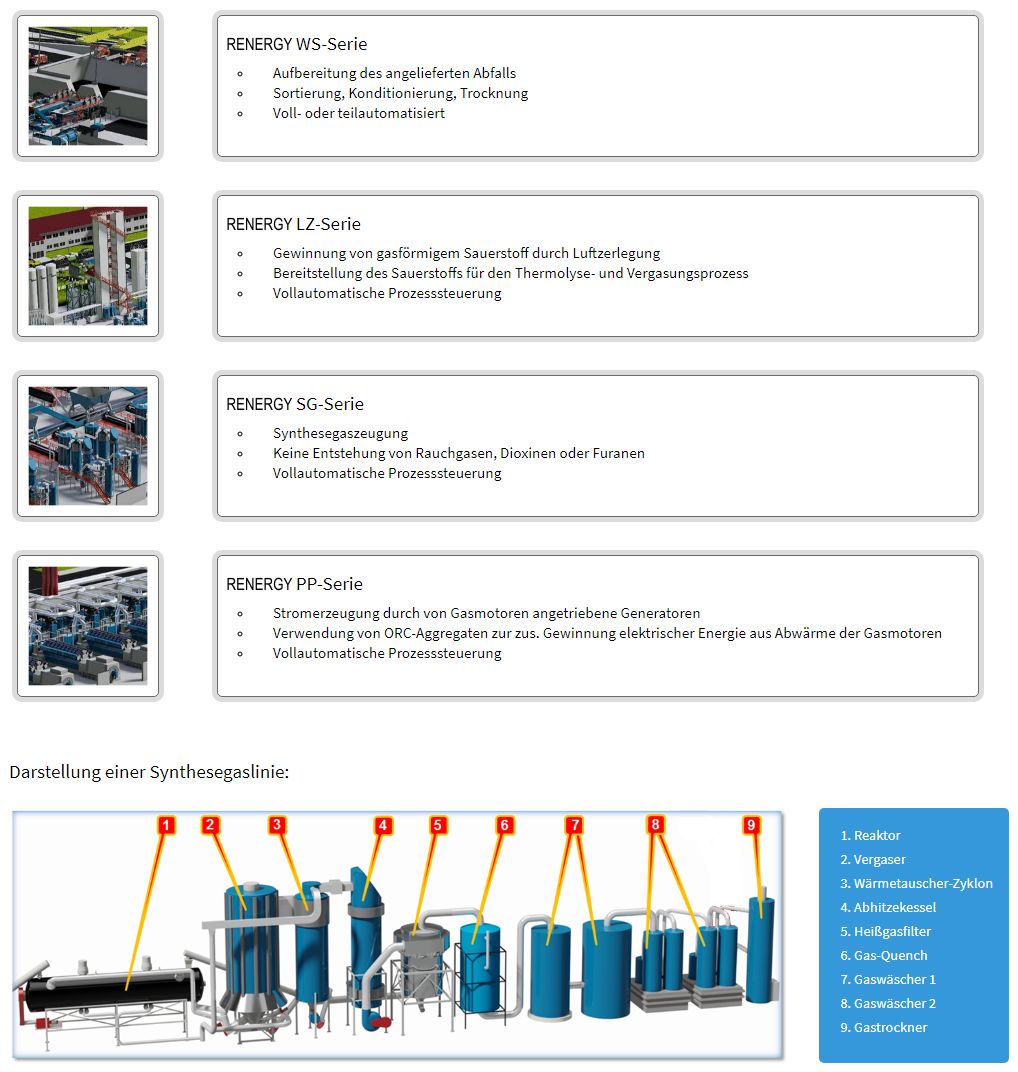 RENERGY WS-Serie
Aufbereitung des angelieferten Abfalls
Sortierung, Konditionierung, Trocknung
Voll- oder teilautomatisiert
RENERGY LZ-Serie
Gewinnung von gasförmigem Sauerstoff durch Luftzerlegung
Bereitstellung des Sauerstoffs für den Thermolyse- und Vergasungsprozess
Vollautomatische Prozesssteuerung
RENERGY SG-Serie
Synthesegaszeugung
Keine Entstehung von Rauchgasen, Dioxinen oder Furanen
Vollautomatische Prozesssteuerung
RENERGY PP-Serie
Stromerzeugung durch von Gasmotoren angetriebene Generatoren
Verwendung von ORC-Aggregaten zur zus. Gewinnung elektrischer Energie aus Abwärme der Gasmotoren
Vollautomatische Prozesssteuerung
Darstellung einer Synthesegaslinie:
1 2 3 4 5 6 7 8 9
1. Reaktor
2. Vergaser
3. Wärmetauscher-Zyklon
4. Abhitzekessel
5. Heißgasfilter
6. Gas-Quench
7. Gaswäscher 1
8. Gaswäscher 2
9. Gastrockner